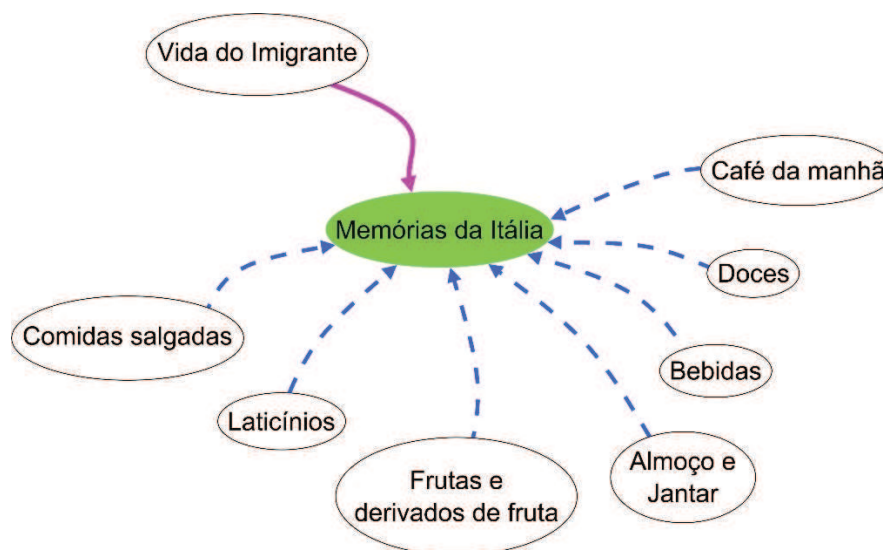 Vida do Imigrante
Café da manhã
Memórias da Itália
Doces
Comidas salgadas
Bebidas
Laticínios
Almoço e
Jantar
Frutas e
derivados de fruta